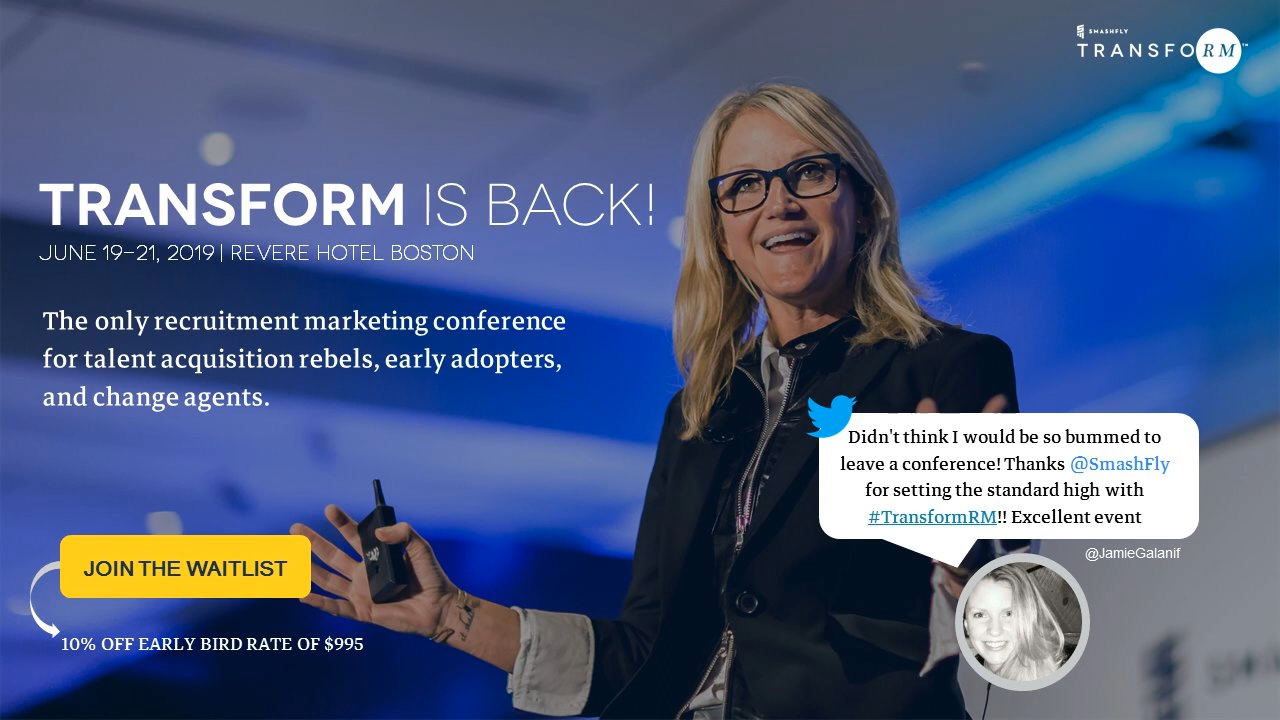 SMASHFLY
TRANSFORM™
TRANSFORM IS BACK!
JUNE 19–21, 2019 | REVERE HOTEL BOSTON
The only recruitment marketing conference
for talent acquisition rebels, early adopters,
and change agents.
Didn't think I would be so bummed to
leave a conference! Thanks @SmashFly
for setting the standard high with
#TransformRM!! Excellent event
@JamieGalanif
JOIN THE WAITLIST
10% OFF EARLY BIRD RATE OF $995